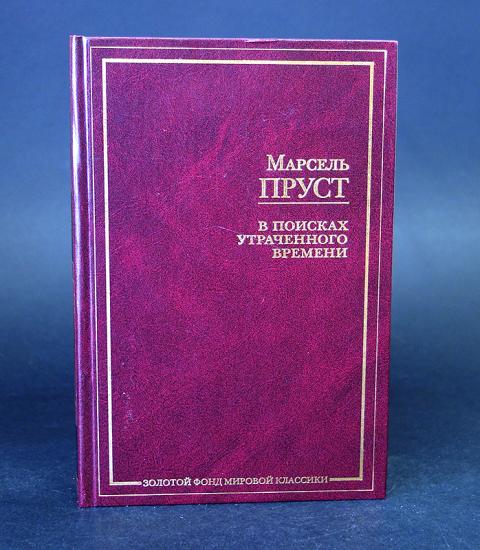 Марсель
ПРУСТ
В ПОИСКАХ
УТРАЧЕННОГО
ВРЕМЕНИ
ЗОЛОТОЙ ФОНД МИРОВОЙ КЛАССИКИ